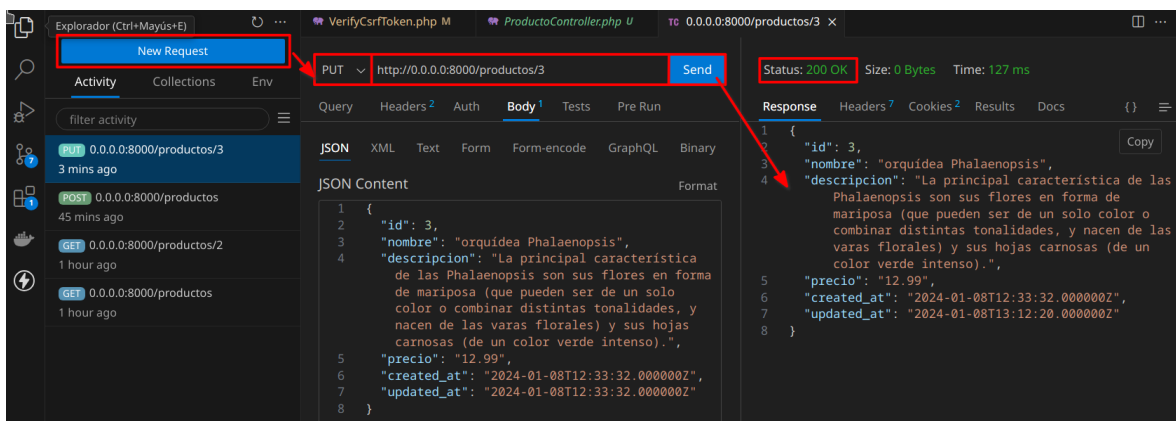 Explorador (Ctrl+Mayús+E)
New Request
Activity Collections Env
filter activity
PUT 0.0.0.0:8000/productos/3
3 mins ago
POST 0.0.0.0:8000/productos
45 mins ago
GET 0.0.0.0:8000/productos/2
1 hour ago
GET 0.0.0.0:8000/productos
1 hour ago
7
1
VerifyCsrfToken.php M
ProductoController.php U
TC 0.0.0.0:8000/productos/3
PUT http://0.0.0.0:8000/productos/3 Send
Query Headers 2 Auth Body 1 Tests Pre Run
JSON XML Text Form Form-encode GraphQL Binary
JSON Content Format
1 {
2 "id": 3,
3 "nombre": "orquídea Phalaenopsis",
4 "descripcion": "La principal característica
de las Phalaenopsis son sus flores en forma
de mariposa (que pueden ser de un solo
color o combinar distintas tonalidades, y
nacen de las varas florales) y sus hojas
carnosas (de un color verde intenso).",
5 "precio": "12.99",
6 "created_at": "2024-01-08T12:33:32.000000Z",
7 "updated_at": "2024-01-08T12:33:32.000000Z"
8 }
Status: 200 OK Size: 0 Bytes Time: 127 ms
Response Headers 7 Cookies 2 Results Docs {}
Copy
1 {
2 "id": 3,
3 "nombre": "orquídea Phalaenopsis",
4 "descripcion": "La principal característica de las
Phalaenopsis son sus flores en forma de
mariposa (que pueden ser de un solo color o
combinar distintas tonalidades, y nacen de las
varas florales) y sus hojas carnosas (de un
color verde intenso).",
5 "precio": "12.99",
6 "created_at": "2024-01-08T12:33:32.000000Z",
7 "updated_at": "2024-01-08T13:12:20.000000Z"
8 }